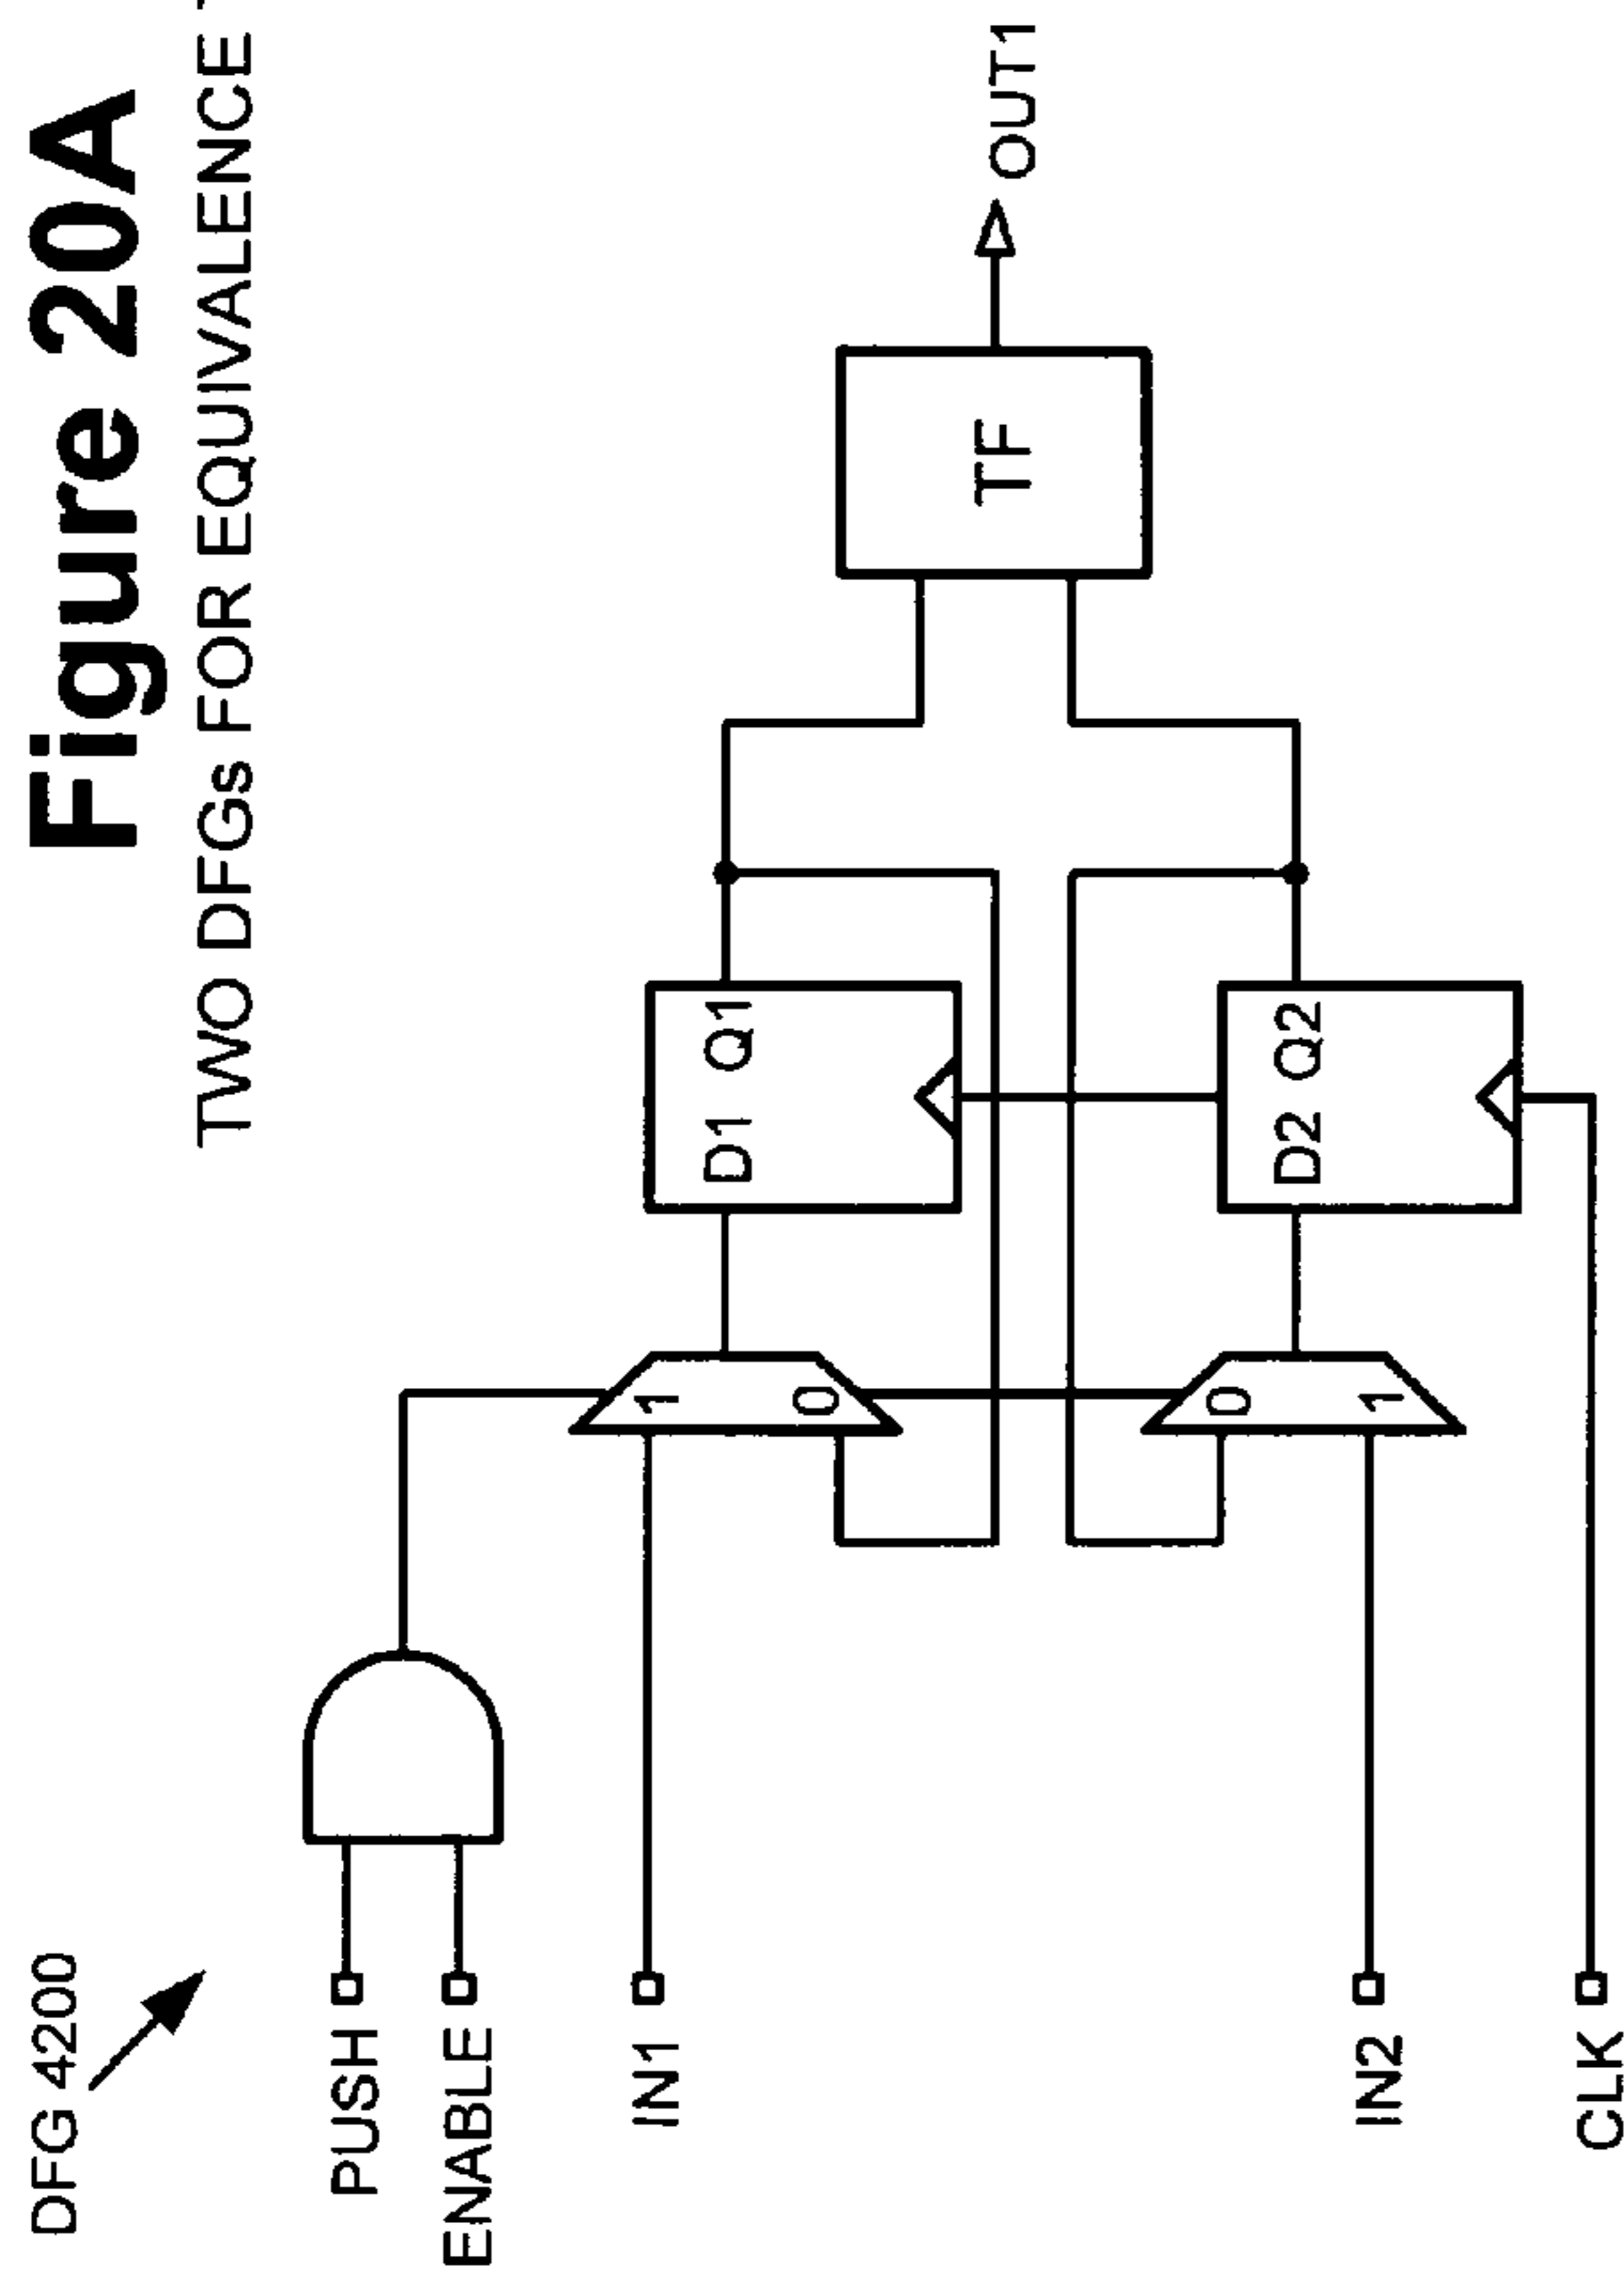 Figure 20A
TWO DFGs FOR EQUIVALENCE
DFG 4200
PUSH
ENABLE
IN1
1
0
D1 Q1
TF
OUT1
0
1
D2 Q2
IN2
CLK